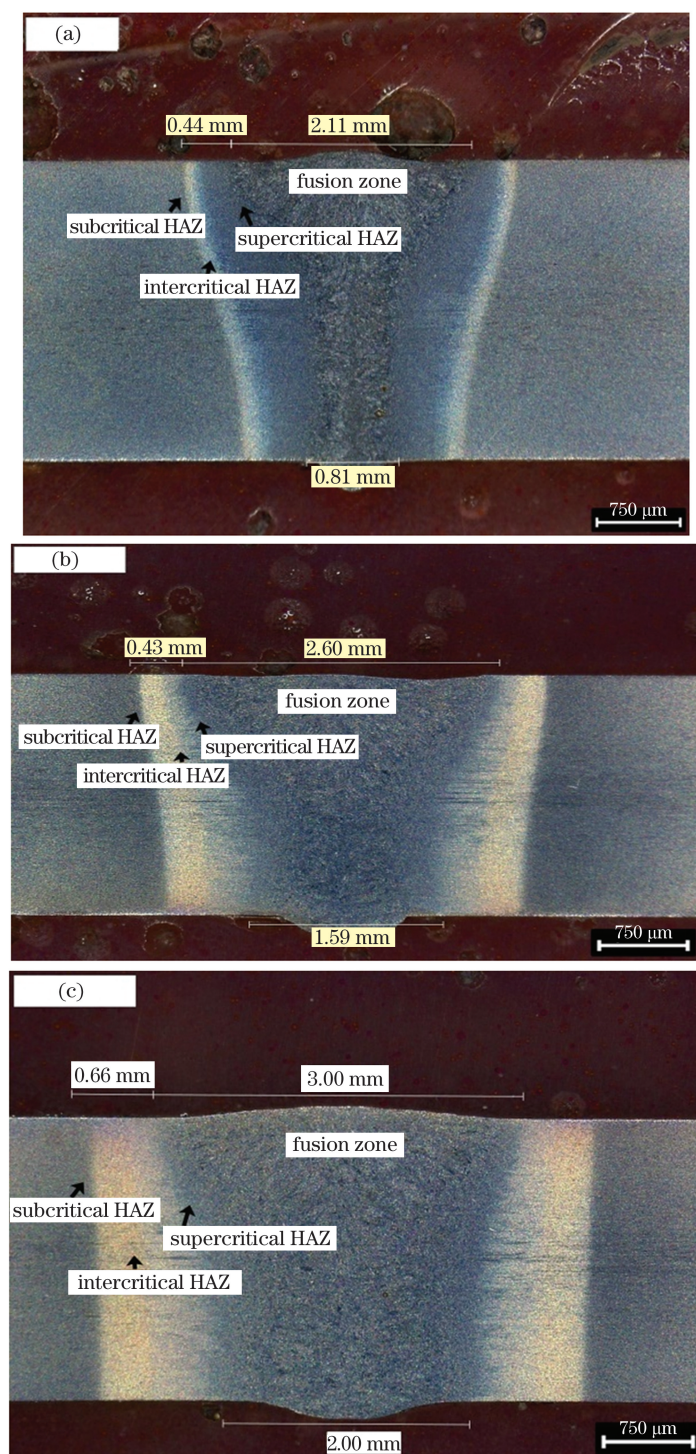 (a)
0.44 mm
2.11 mm
fusion zone
subcritical HAZ
supercritical HAZ
intercritical HAZ
0.81 mm
750 μm
(b)
0.43 mm
2.60 mm
fusion zone
subcritical HAZ
supercritical HAZ
intercritical HAZ
1.59 mm
750 μm
(c)
0.66 mm
3.00 mm
fusion zone
subcritical HAZ
supercritical HAZ
intercritical HAZ
2.00 mm
750 μm